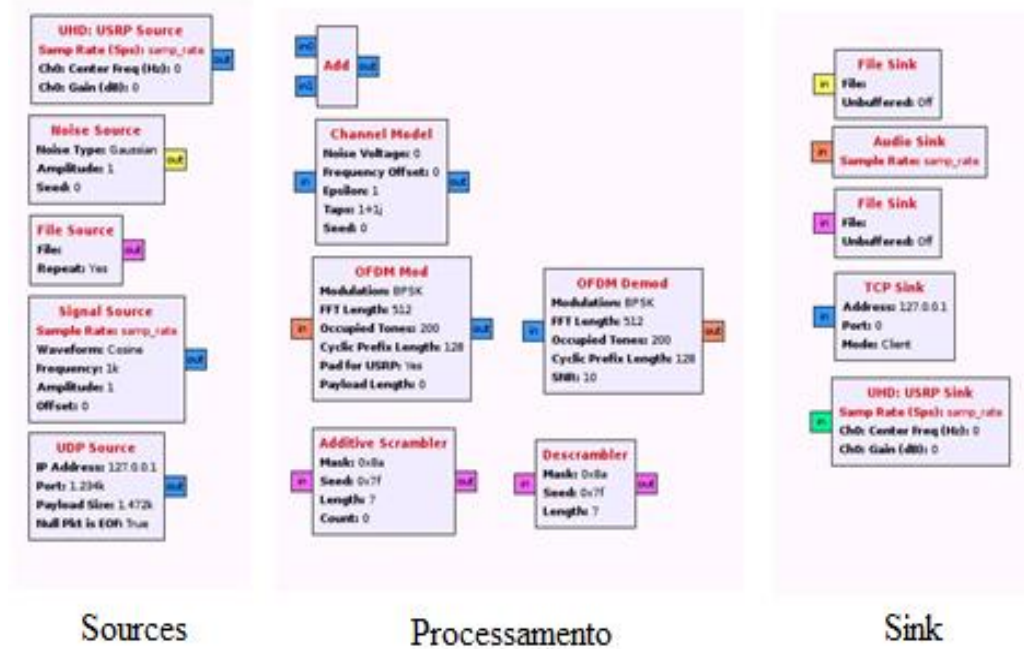 UHD: USRP Source
Samp Rate (Sps): samp_rate
Ch0: Center Freq (Hz): 0
Ch0: Gain (dB): 0
out
Noise Source
Noise Type: Gaussian
Amplitude: 1
Seed: 0
out
File Source
File:
Repeat: Yes
out
Signal Source
Sample Rate: samp_rate
Waveform: Cosine
Frequency: 1k
Amplitude: 1
Offset: 0
out
UDP Source
IP Address: 127.0.0.1
Port: 1.234k
Payload Size: 1.472k
Null Pkt is EOF: True
out
Sources
in0
in1
Add
out
Channel Model
Noise Voltage: 0
Frequency Offset: 0
Epsilon: 1
Taps: 1+1j
Seed: 0
in
out
OFDM Mod
Modulation: BPSK
FFT Length: 512
Occupied Tones: 200
Cyclic Prefix Length: 128
Pad for USRP: Yes
Payload Length: 0
in
out
OFDM Demod
Modulation: BPSK
FFT Length: 512
Occupied Tones: 200
Cyclic Prefix Length: 128
SNR: 10
in
out
Additive Scrambler
Mask: 0x8a
Seed: 0x7f
Length: 7
Count: 0
in
out
Descrambler
Mask: 0x8a
Seed: 0x7f
Length: 7
in
out
Processamento
File Sink
File:
Unbuffered: Off
in
Audio Sink
Sample Rate: samp_rate
in
File Sink
File:
Unbuffered: Off
in
TCP Sink
Address: 127.0.0.1
Port: 0
Mode: Client
in
UHD: USRP Sink
Samp Rate (Sps): samp_rate
Ch0: Center Freq (Hz): 0
Ch0: Gain (dB): 0
in
Sink